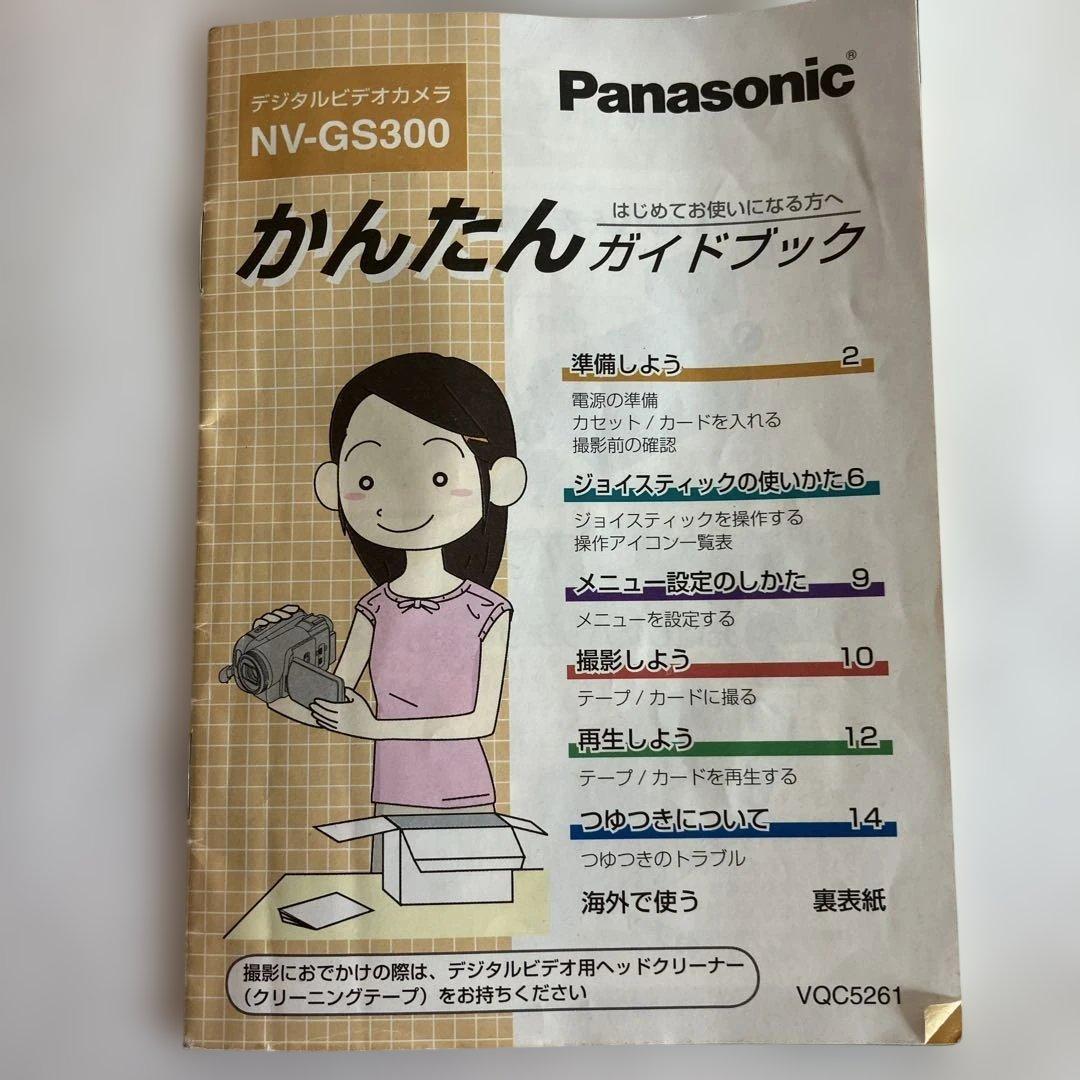 デジタルビデオカメラ
NV-GS300
Panasonic®
はじめてお使いになる方へ
かんたんガイドブック
準備しよう 2
電源の準備
カセット/カードを入れる
撮影前の確認
ジョイスティックの使いかた 6
ジョイスティックを操作する
操作アイコン一覧表
メニュー設定のしかた 9
メニューを設定する
撮影しよう 10
テープ/カードに撮る
再生しよう 12
テープ/カードを再生する
つゆつきについて 14
つゆつきのトラブル
海外で使う 裏表紙
撮影におでかけの際は、デジタルビデオ用ヘッドクリーナー
(クリーニングテープ)をお持ちください
VQC5261